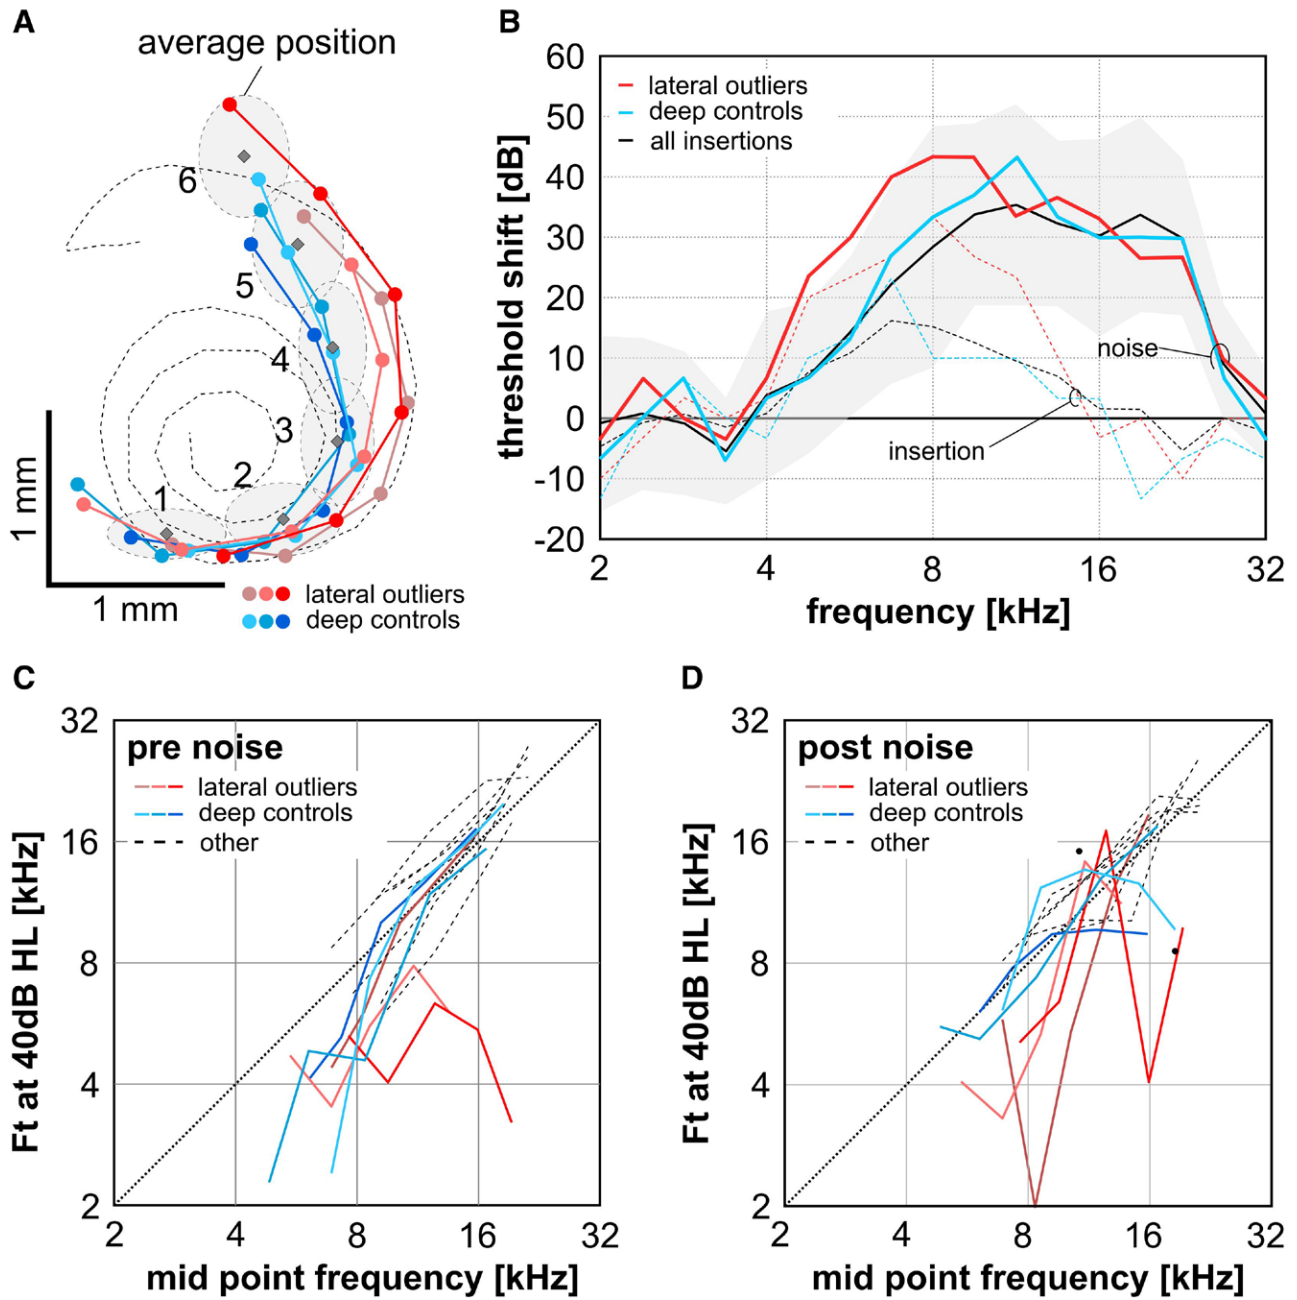 A
average position
6
5
4
3
2
1
1 mm
1 mm
lateral outliers
deep controls
B
threshold shift [dB]
60
50
40
30
20
10
0
-10
-20
lateral outliers
deep controls
all insertions
noise
insertion
2 4 8 16 32
frequency [kHz]
C
Ft at 40dB HL [kHz]
32
16
8
4
2
pre noise
lateral outliers
deep controls
other
2 4 8 16 32
mid point frequency [kHz]
D
Ft at 40dB HL [kHz]
32
16
8
4
2
post noise
lateral outliers
deep controls
other
2 4 8 16 32
mid point frequency [kHz]